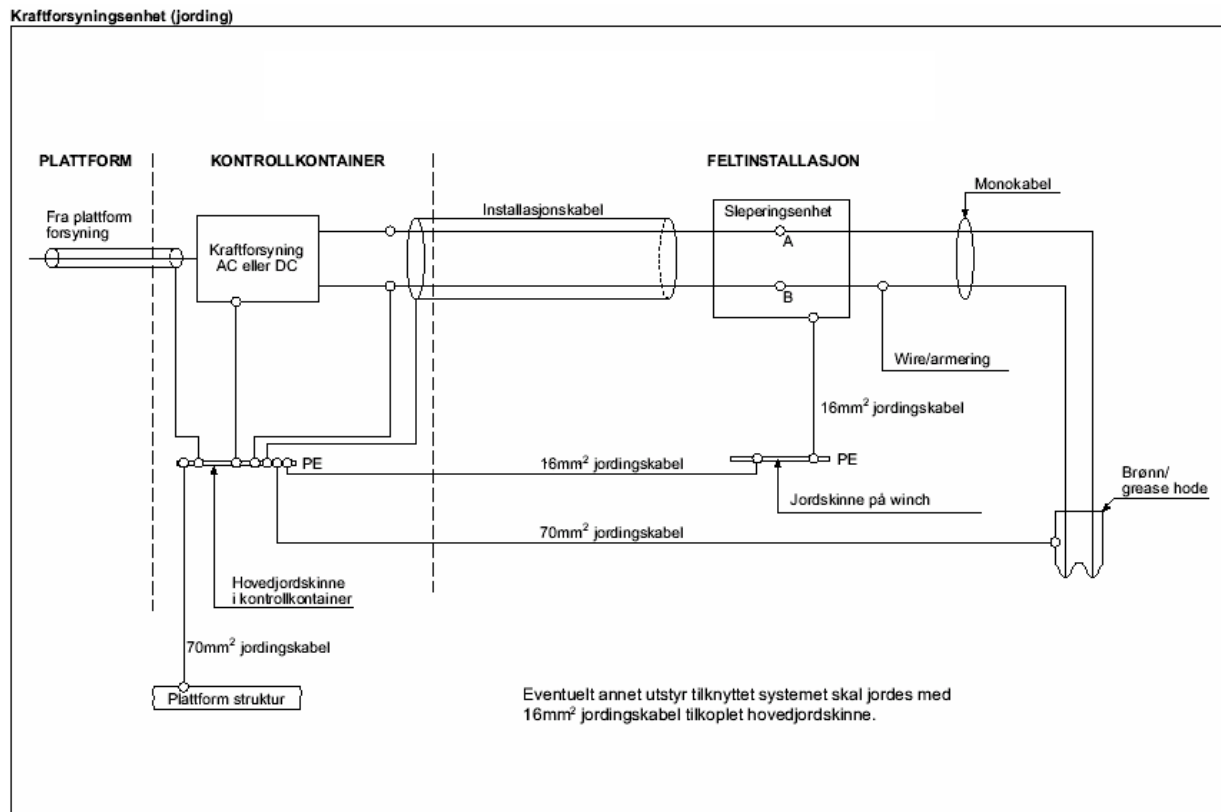 Kraftforsyningsenhet (jording)
PLATTFORM
KONTROLLKONTAINER
FELTINSTALLASJON
Monokabel
Fra plattform
forsyning
Installasjonskabel
Sleperingsenhet
Kraftforsyning
AC eller DC
A
B
Wire/armering
16mm² jordingskabel
PE
16mm² jordingskabel
PE
Jordskinne på winch
Brønn/
grease hode
70mm² jordingskabel
Hovedjordskinne
i kontrollkontainer
70mm² jordingskabel
Plattform struktur
Eventuelt annet utstyr tilknyttet systemet skal jordes med
16mm² jordingskabel tilkoplet hovedjordskinne.